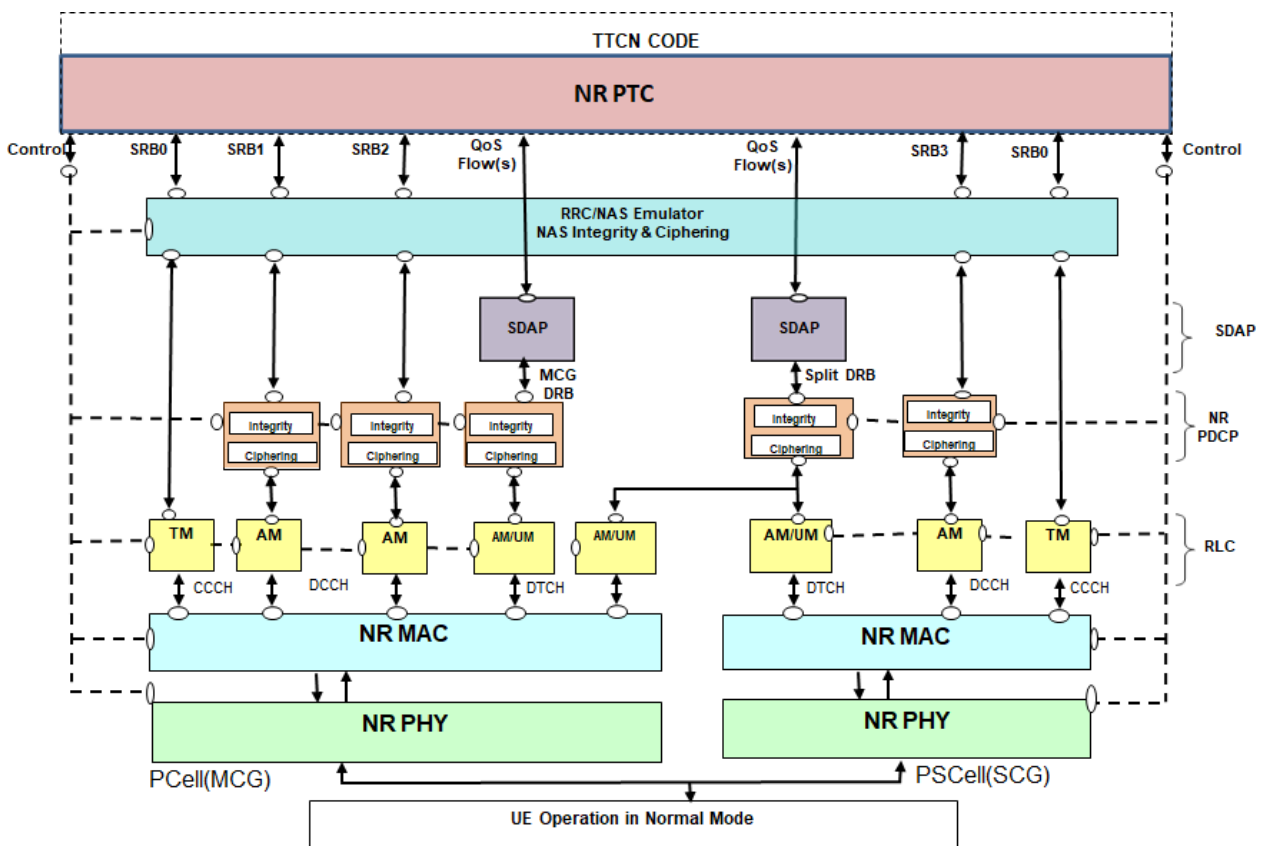 TTCN CODE
NR PTC
Control
SRB0
SRB1
SRB2
QoS
Flow(s)
QoS
Flow(s)
SRB3
SRB0
Control
RRC/NAS Emulator
NAS Integrity & Ciphering
SDAP
SDAP
SDAP
MCG
DRB
Split DRB
Integrity
Ciphering
Integrity
Ciphering
Integrity
Ciphering
Integrity
Ciphering
Integrity
Ciphering
NR
PDCP
TM
AM
AM
AM/UM
AM/UM
AM/UM
AM
TM
RLC
CCCH
DCCH
DTCH
DTCH
DCCH
CCCH
NR MAC
NR MAC
NR PHY
NR PHY
PCell(MCG)
PSCell(SCG)
UE Operation in Normal Mode